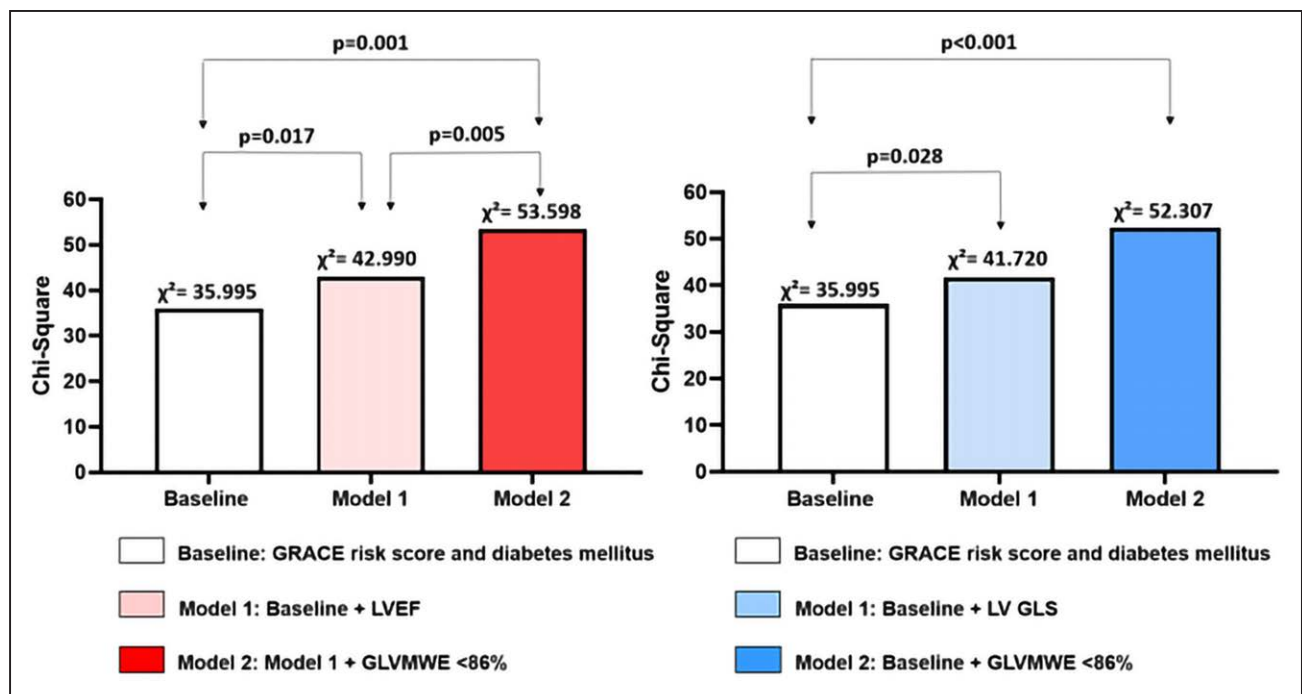 p=0.001
p=0.017
p=0.005
60
50
40
30
20
10
0
Chi-Square
χ²= 35.995
χ²= 42.990
χ²= 53.598
Baseline
Model 1
Model 2
Baseline: GRACE risk score and diabetes mellitus
Model 1: Baseline + LVEF
Model 2: Model 1 + GLVMWE <86%
p<0.001
p=0.028
60
50
40
30
20
10
0
Chi-Square
χ²= 35.995
χ²= 41.720
χ²= 52.307
Baseline
Model 1
Model 2
Baseline: GRACE risk score and diabetes mellitus
Model 1: Baseline + LV GLS
Model 2: Baseline + GLVMWE <86%